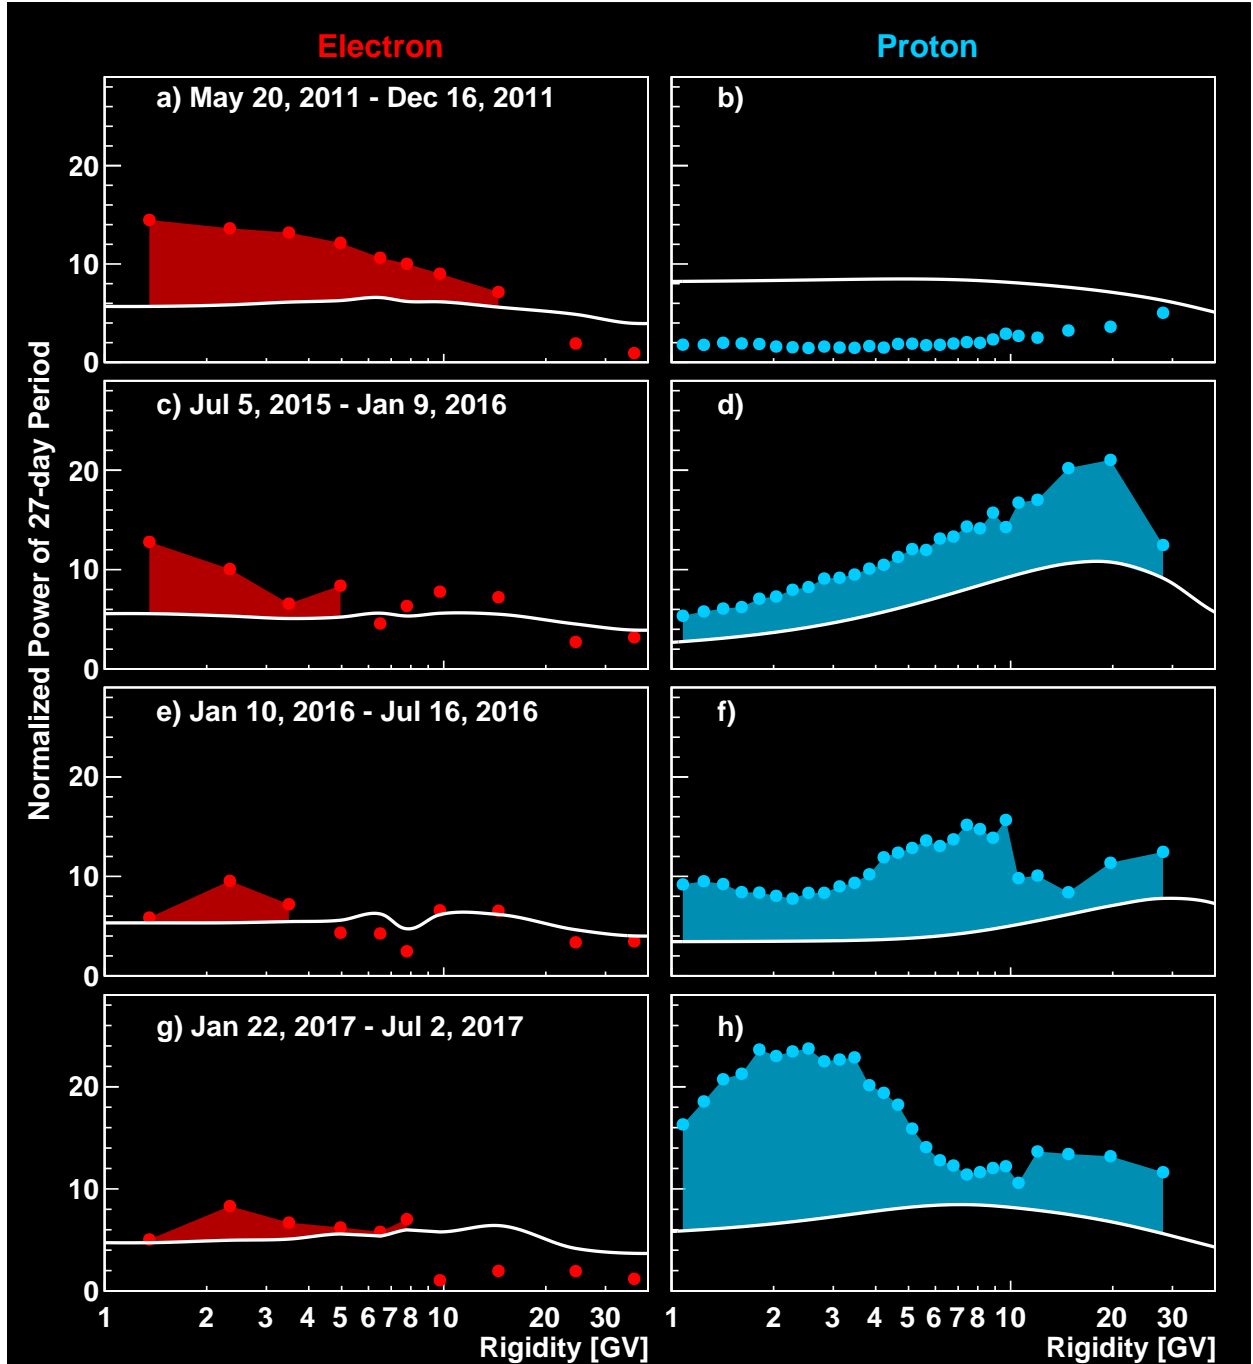 Electron
Proton
Normalized Power of 27-day Period
a) May 20, 2011 - Dec 16, 2011
b)
20
10
0
c) Jul 5, 2015 - Jan 9, 2016
d)
20
10
0
e) Jan 10, 2016 - Jul 16, 2016
f)
20
10
0
g) Jan 22, 2017 - Jul 2, 2017
h)
20
10
0
1 2 3 4 5 6 7 8 10 20 30
1 2 3 4 5 6 7 8 10 20 30
Rigidity [GV]
Rigidity [GV]